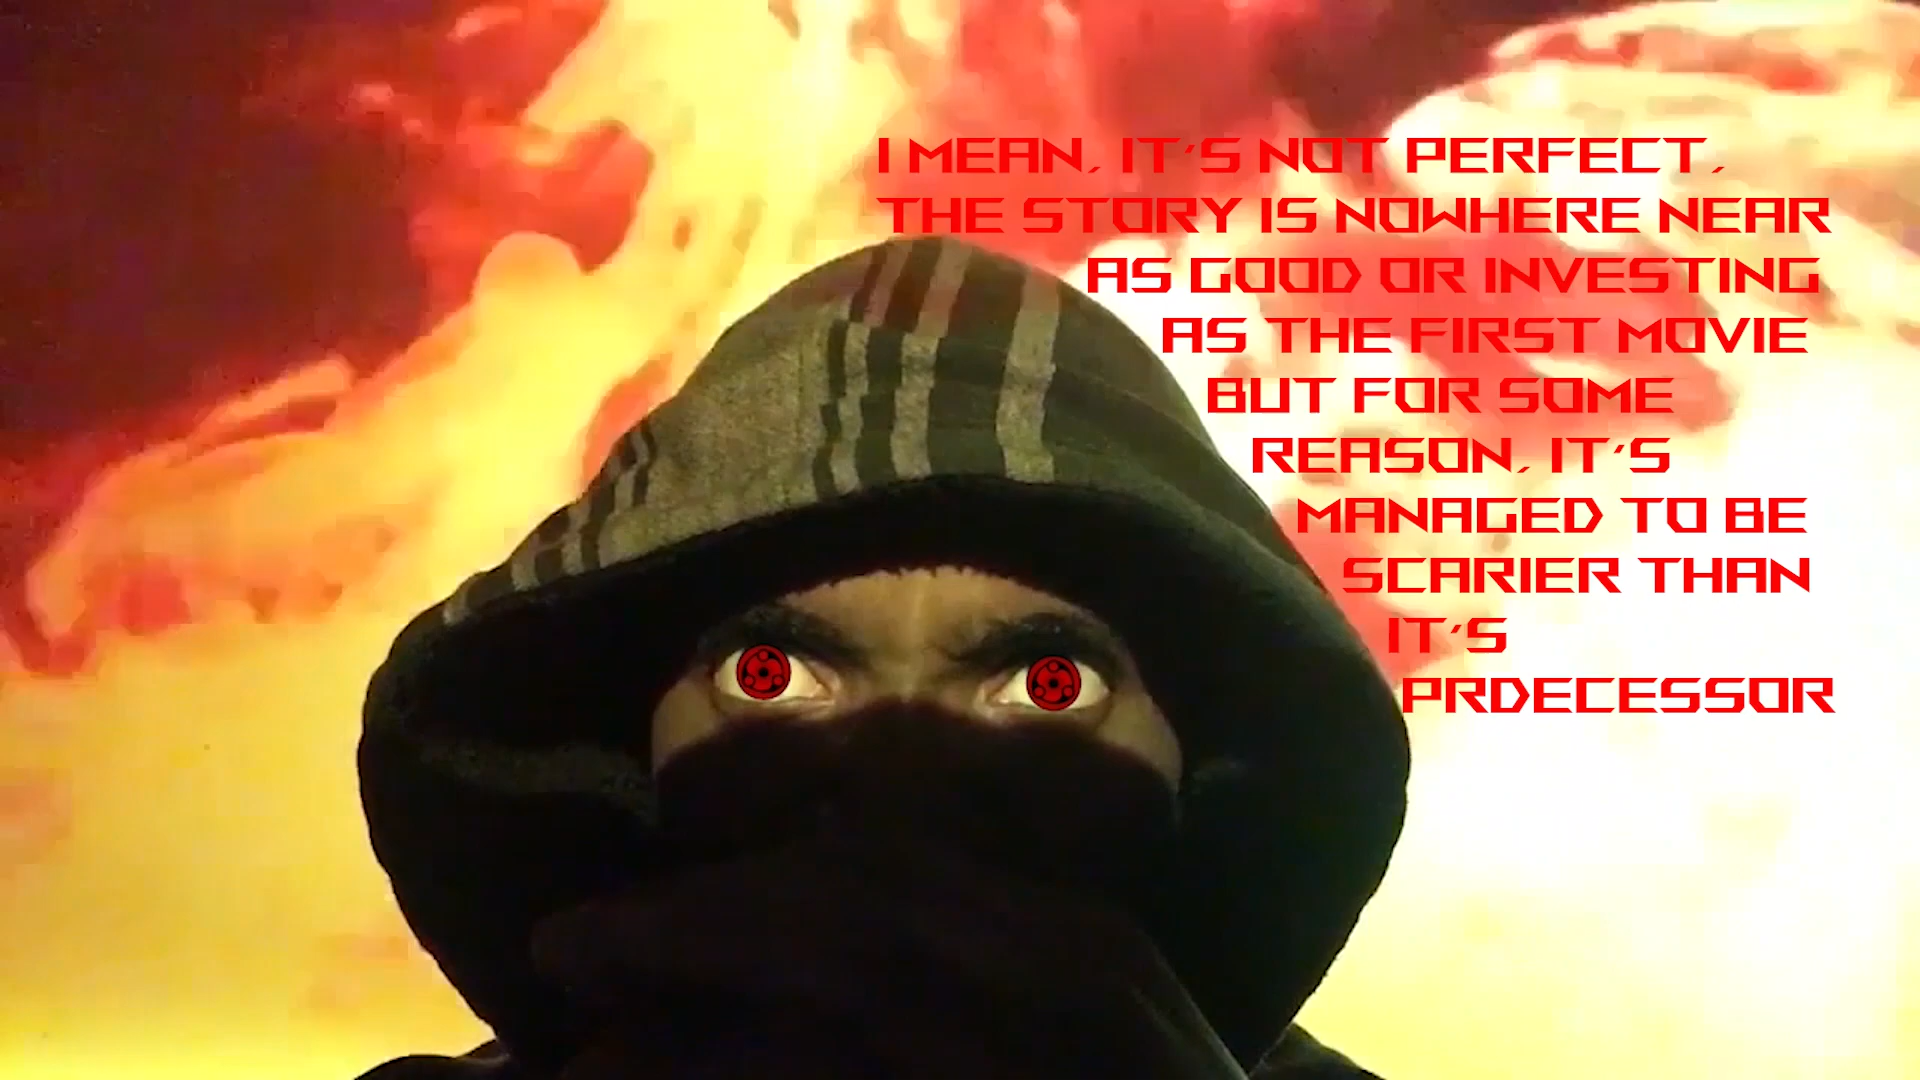 I MEAN, IT'S NOT PERFECT,
THE STORY IS NOWHERE NEAR
AS GOOD OR INVESTING
AS THE FIRST MOVIE
BUT FOR SOME
REASON, IT'S
MANAGED TO BE
SCARIER THAN
IT'S
PRDECESSOR